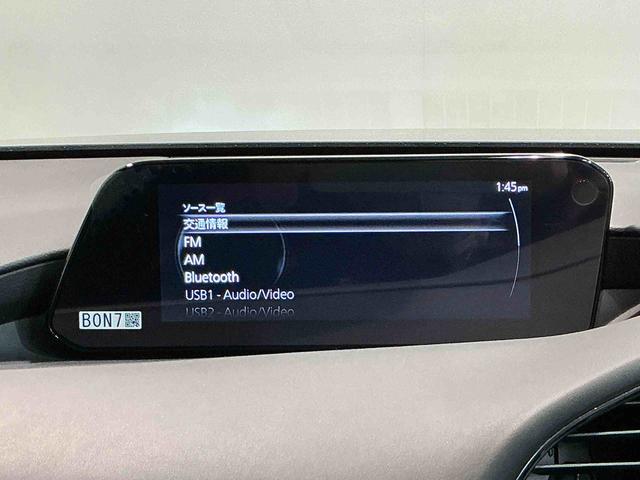 1:45pm
ソース一覧
交通情報
FM
AM
Bluetooth
USB1 - Audio/Video
USB2 - Audio/Video
BON7